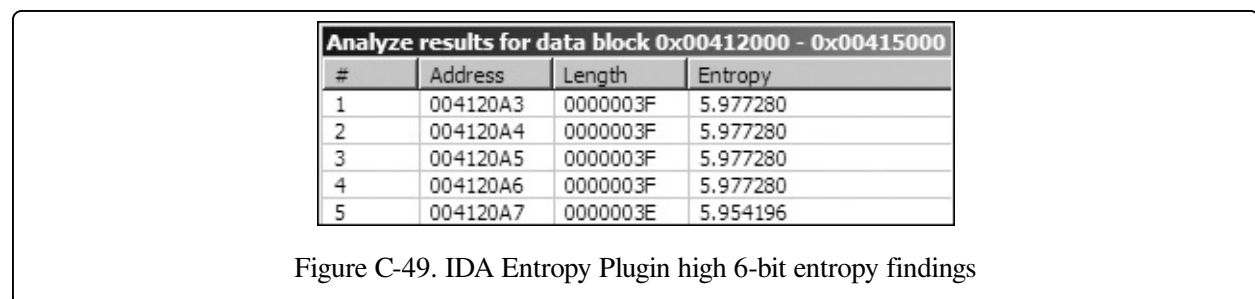 Analyze results for data block 0x00412000 - 0x00415000
# Address Length Entropy
1 004120A3 0000003F 5.977280
2 004120A4 0000003F 5.977280
3 004120A5 0000003F 5.977280
4 004120A6 0000003F 5.977280
5 004120A7 0000003E 5.954196
Figure C-49. IDA Entropy Plugin high 6-bit entropy findings